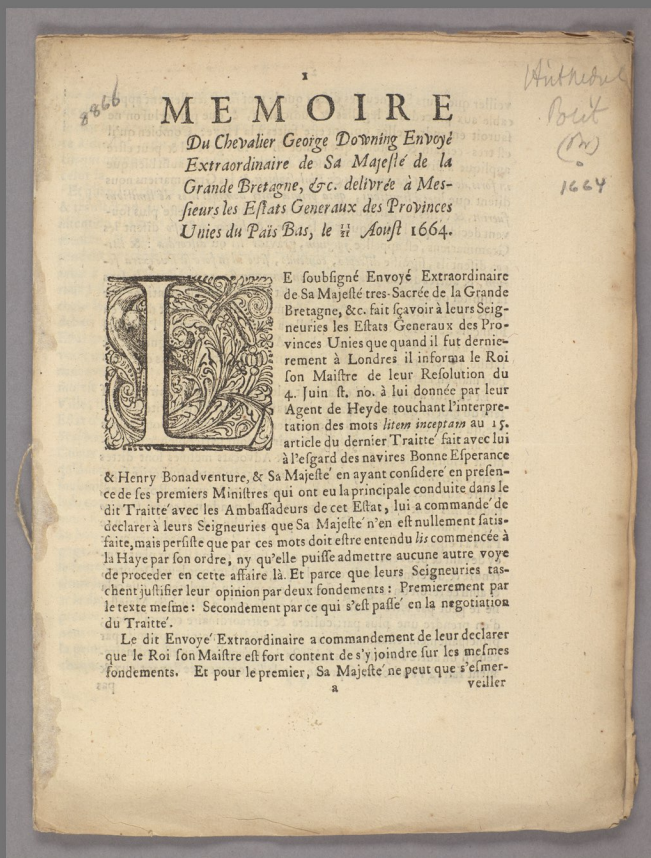 1
8866
MEMOIRE
Du Chevalier George Downing Envoyé
Extraordinaire de Sa Majesté de la
Grande Bretagne, &c. delivrée à Mes-
sieurs les Estats Generaux des Provinces
Unies du Païs Bas, le 11/21 Aoust 1664.
(Br)
1664
LE soubsigné Envoyé Extraordinaire
de Sa Majesté tres-Sacrée de la Grande
Bretagne, &c. fait sçavoir à leurs Seig-
neuries les Estats Generaux des Pro-
vinces Unies que quand il fut dernie-
rement à Londres il informa le Roi
son Maistre de leur Resolution du
4. Juin st. no. à lui donnée par leur
Agent de Heyde touchant l'interpre-
tation des mots litem inceptam au 15.
article du dernier Traitté fait avec lui
à l'esgard des navires Bonne Esperance
& Henry Bonadventure, & Sa Majesté en ayant consideré en presen-
ce de ses premiers Ministres qui ont eu la principale conduite dans le
dit Traitté avec les Ambassadeurs de cet Estat, lui a commandé de
declarer à leurs Seigneuries que Sa Majesté n'en est nullement satis-
faite, mais persiste que par ces mots doit estre entendu lis commencée à
la Haye par son ordre, ny qu'elle puisse admettre aucune autre voye
de proceder en cette affaire là. Et parce que leurs Seigneuries tas-
chent justifier leur opinion par deux fondements: Premierement par
le texte mesme: Secondement par ce qui s'est passé en la negotiation
du Traitté.
Le dit Envoyé Extraordinaire a commandement de leur declarer
que le Roi son Maistre est fort content de s'y joindre sur les mesmes
fondements. Et pour le premier, Sa Majesté ne peut que s'esmer-
a
veiller